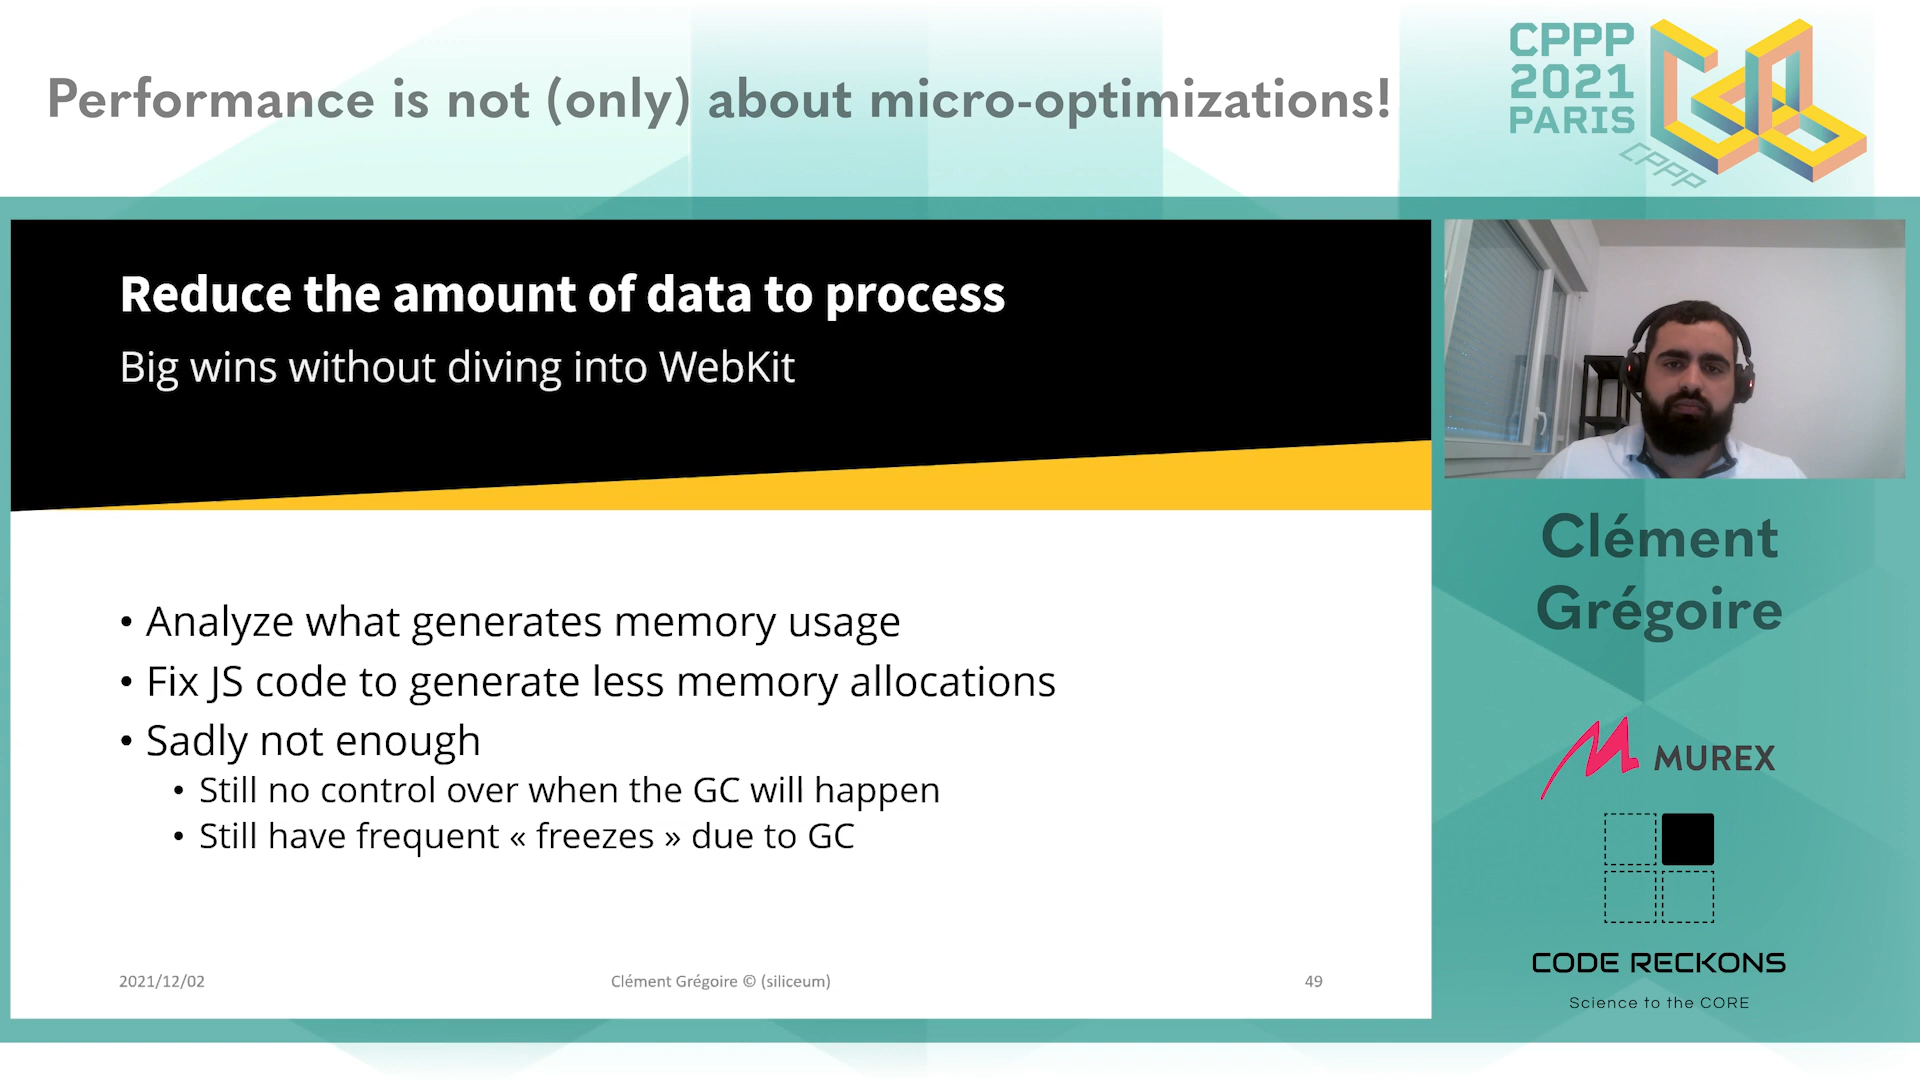 Performance is not (only) about micro-optimizations!
CPPP
2021
PARIS
CPPP
Reduce the amount of data to process
Big wins without diving into WebKit
• Analyze what generates memory usage
• Fix JS code to generate less memory allocations
• Sadly not enough
• Still no control over when the GC will happen
• Still have frequent « freezes » due to GC
2021/12/02
Clément Grégoire © (siliceum)
49
Clément
Grégoire
MUREX
CODE RECKONS
Science to the CORE